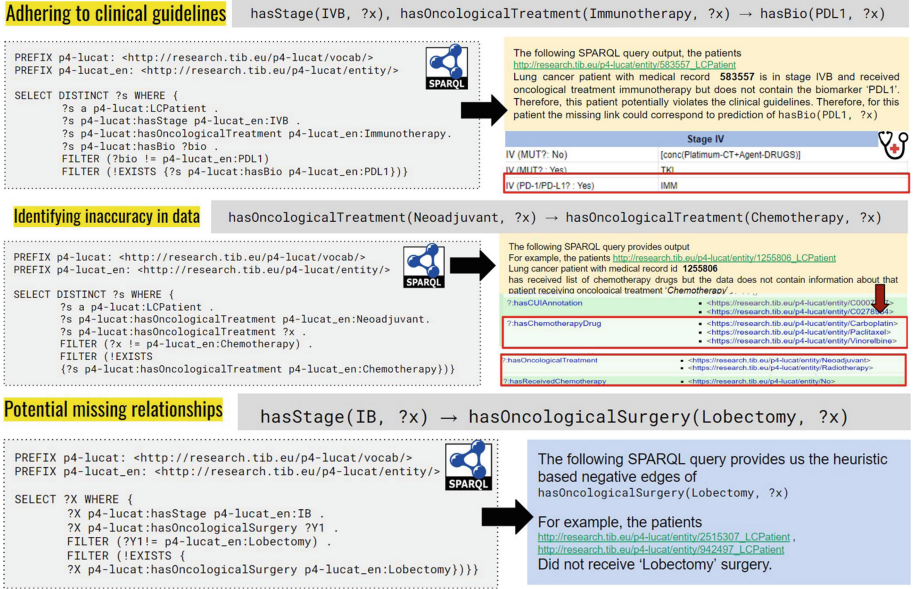 Adhering to clinical guidelines
hasStage(IVB, ?x), hasOncologicalTreatment(Immunotherapy, ?x) → hasBio(PDL1, ?x)
PREFIX p4-lucat: <http://research.tib.eu/p4-lucat/vocab/>
PREFIX p4-lucat_en: <http://research.tib.eu/p4-lucat/entity/>
SELECT DISTINCT ?s WHERE {
?s a p4-lucat:LCPatient .
?s p4-lucat:hasStage p4-lucat_en:IVB .
?s p4-lucat:hasOncologicalTreatment p4-lucat_en:Immunotherapy.
?s p4-lucat:hasBio ?bio .
FILTER (?bio != p4-lucat_en:PDL1)
FILTER (!EXISTS {?s p4-lucat:hasBio p4-lucat_en:PDL1})}
SPARQL
The following SPARQL query output, the patients
http://research.tib.eu/p4-lucat/entity/583557_LCPatient
Lung cancer patient with medical record 583557 is in stage IVB and received
oncological treatment immunotherapy but does not contain the biomarker 'PDL1'.
Therefore, this patient potentially violates the clinical guidelines. Therefore, for this
patient the missing link could correspond to prediction of hasBio(PDL1, ?x)
Stage IV
IV (MUT?: No) [conc(Platimum-CT+Agent-DRUGS)]
IV (MUT? : Yes) TKI
IV (PD-1/PD-L1? : Yes) IMM
Identifying inaccuracy in data
hasOncologicalTreatment(Neoadjuvant, ?x) → hasOncologicalTreatment(Chemotherapy, ?x)
PREFIX p4-lucat: <http://research.tib.eu/p4-lucat/vocab/>
PREFIX p4-lucat_en: <http://research.tib.eu/p4-lucat/entity/>
SELECT DISTINCT ?s WHERE {
?s a p4-lucat:LCPatient .
?s p4-lucat:hasOncologicalTreatment p4-lucat_en:Neoadjuvant.
?s p4-lucat:hasOncologicalTreatment ?x .
FILTER (?x != p4-lucat_en:Chemotherapy) .
FILTER (!EXISTS
{?s p4-lucat:hasOncologicalTreatment p4-lucat_en:Chemotherapy})}
SPARQL
The following SPARQL query provides output
For example, the patients http://research.tib.eu/p4-lucat/entity/1255806_LCPatient
Lung cancer patient with medical record id 1255806
has received list of chemotherapy drugs but the data does not contain information about that
patient receiving oncological treatment 'Chemotherapy'
?:hasCUIAnnotation
?:hasChemotherapyDrug
<https://research.tib.eu/p4-lucat/entity/Carboplatin>
<https://research.tib.eu/p4-lucat/entity/Paclitaxel>
<https://research.tib.eu/p4-lucat/entity/Vinorelbine>
?:hasOncologicalTreatment
<https://research.tib.eu/p4-lucat/entity/Neoadjuvant>
<https://research.tib.eu/p4-lucat/entity/Radiotherapy>
?:hasReceivedChemotherapy
<https://research.tib.eu/p4-lucat/entity/No>
Potential missing relationships
hasStage(IB, ?x) → hasOncologicalSurgery(Lobectomy, ?x)
PREFIX p4-lucat: <http://research.tib.eu/p4-lucat/vocab/>
PREFIX p4-lucat_en: <http://research.tib.eu/p4-lucat/entity/>
SELECT ?X WHERE {
?X p4-lucat:hasStage p4-lucat_en:IB .
?X p4-lucat:hasOncologicalSurgery ?Y1 .
FILTER (?Y1!= p4-lucat_en:Lobectomy) .
FILTER (!EXISTS {
?X p4-lucat:hasOncologicalSurgery p4-lucat_en:Lobectomy})}}
SPARQL
The following SPARQL query provides us the heuristic
based negative edges of
hasOncologicalSurgery(Lobectomy, ?x)
For example, the patients
http://research.tib.eu/p4-lucat/entity/2515307_LCPatient ,
http://research.tib.eu/p4-lucat/entity/942497_LCPatient
Did not receive 'Lobectomy' surgery.